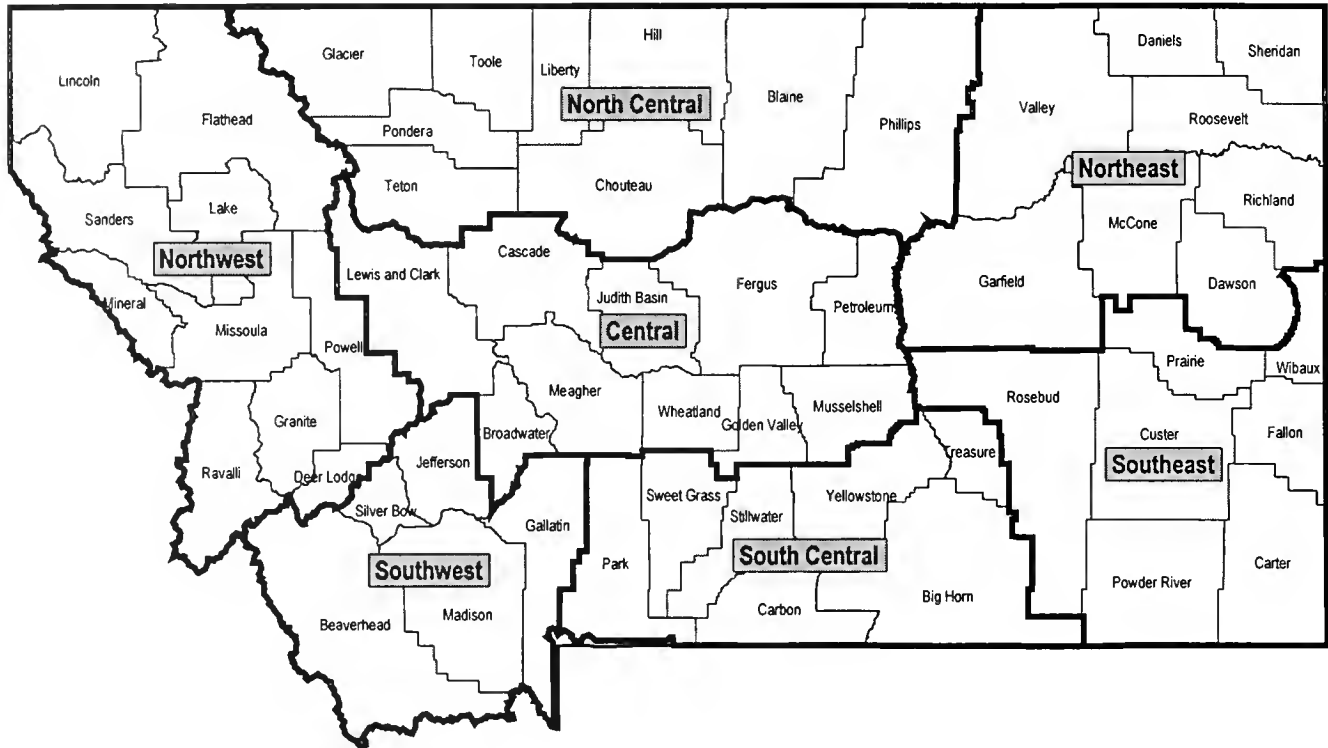 Hill
Daniels
Sheridan
Glacier
Toole
Liberty
Lincoln
North Central
Blaine
Valley
Flathead
Phillips
Roosevelt
Pondera
Northeast
Teton
Chouteau
Lake
Richland
Sanders
McCone
Northwest
Cascade
Lewis and Clark
Fergus
Garfield
Dawson
Judith Basin
Mineral
Petroleum
Missoula
Central
Powell
Prairie
Wibaux
Meagher
Rosebud
Granite
Wheatland
Musselshell
Golden Valley
Broadwater
Custer
Fallon
Jefferson
Treasure
Ravalli
Deer Lodge
Southeast
Sweet Grass
Yellowstone
Silver Bow
Stillwater
Gallatin
South Central
Park
Southwest
Powder River
Carter
Big Horn
Madison
Carbon
Beaverhead